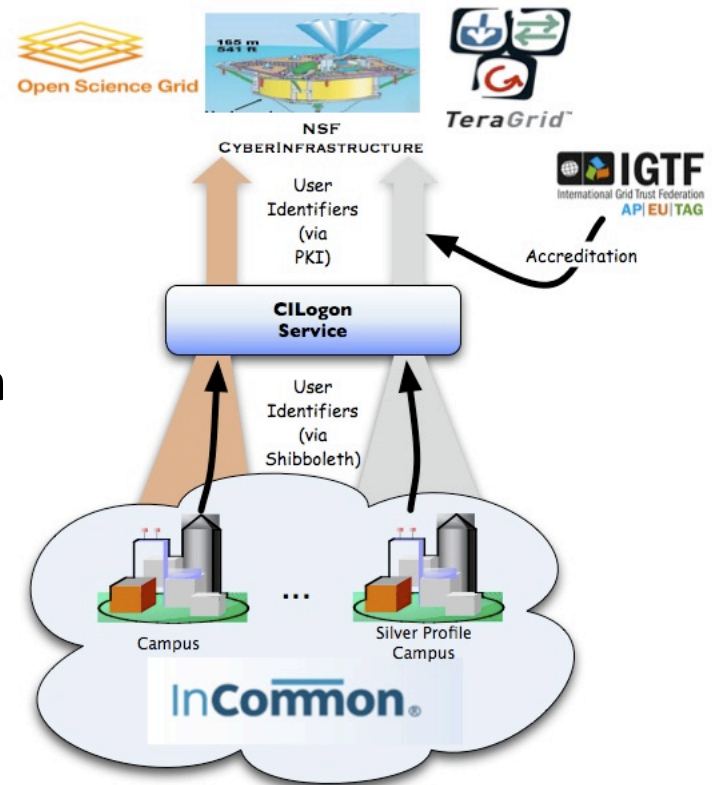 165 m
541 ft
Open Science Grid
TeraGrid™
NSF
CYBERINFRASTRUCTURE
IGTF
International Grid Trust Federation
AP|EU|TAG
User
Identifiers
(via
PKI)
Accreditation
CILogon
Service
n
User
Identifiers
(via
Shibboleth)
...
Campus
Silver Profile
Campus
InCommon®